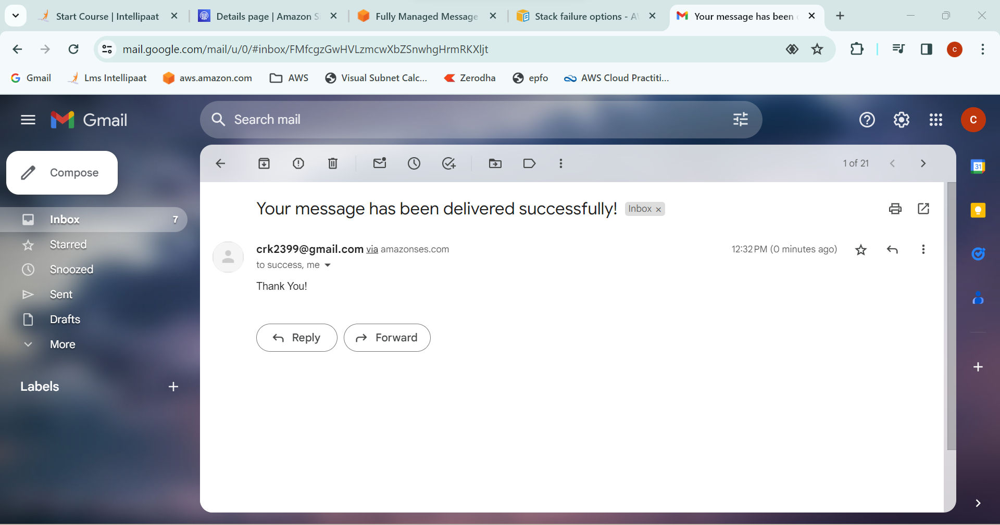 Start Course | Intellipaat
Details page | Amazon S
Fully Managed Message
Stack failure options - A
Your message has been
mail.google.com/mail/u/0/#inbox/FMfcgzGwHVLzmcwXbZSnwhgHrmRKXljt
C
Gmail
Lms Intellipaat
aws.amazon.com
AWS
Visual Subnet Calc...
Zerodha
epfo
AWS Cloud Practiti...
Gmail
Search mail
C
Compose
1 of 21
31
Your message has been delivered successfully!
Inbox ×
Inbox
7
Starred
Snoozed
Sent
Drafts
More
Labels
crk2399@gmail.com via amazonses.com
12:32 PM (0 minutes ago)
to success, me
Thank You!
Reply
Forward